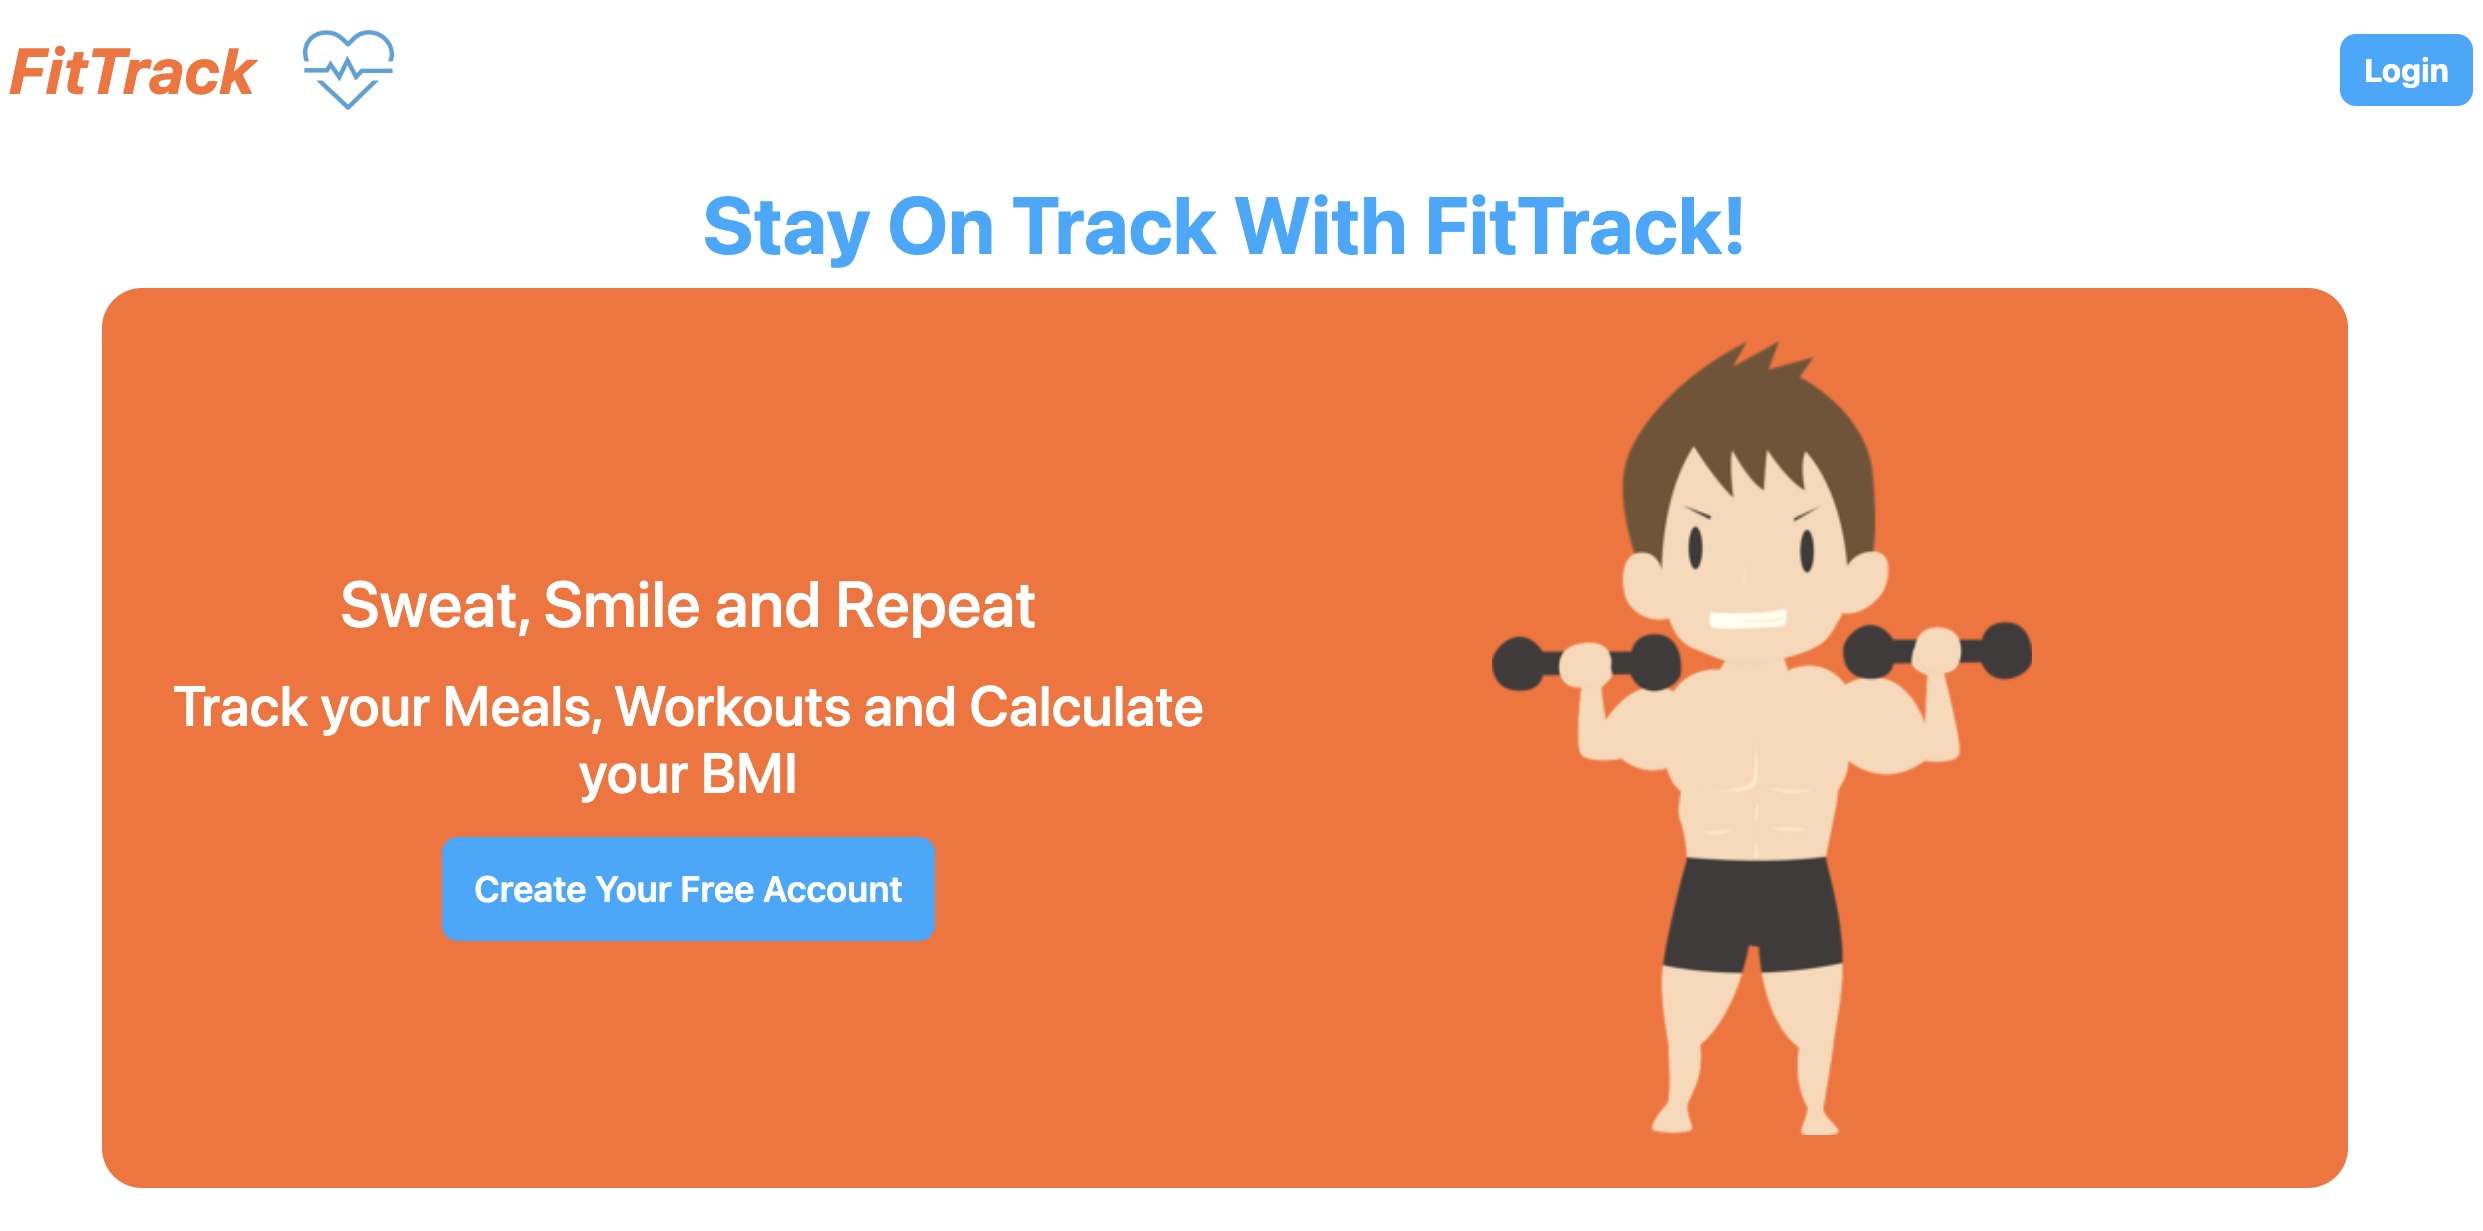 FitTrack
Login
Stay On Track With FitTrack!
Sweat, Smile and Repeat
Track your Meals, Workouts and Calculate
your BMI
Create Your Free Account